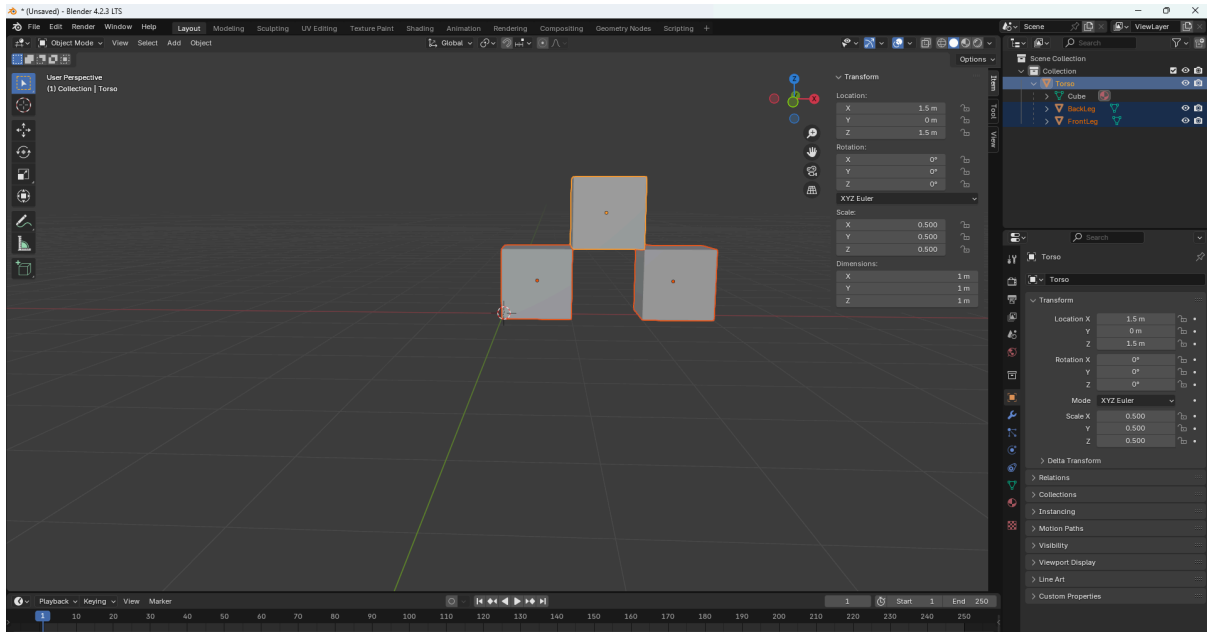 * (Unsaved) - Blender 4.2.3 LTS
File Edit Render Window Help Layout Modeling Sculpting UV Editing Texture Paint Shading Animation Rendering Compositing Geometry Nodes Scripting + Scene ViewLayer
Object Mode View Select Add Object Global Search
Options
User Perspective
(1) Collection | Torso
Z
Y
X
Transform
Location:
X 1.5 m
Y 0 m
Z 1.5 m
Rotation:
X 0°
Y 0°
Z 0°
XYZ Euler
Scale:
X 0.500
Y 0.500
Z 0.500
Dimensions:
X 1 m
Y 1 m
Z 1 m
Item
Tool
View
Scene Collection
Collection
Torso
Cube
BackLeg
FrontLeg
Search
Torso
Torso
Transform
Location X 1.5 m
Y 0 m
Z 1.5 m
Rotation X 0°
Y 0°
Z 0°
Mode XYZ Euler
Scale X 0.500
Y 0.500
Z 0.500
Delta Transform
Relations
Collections
Instancing
Motion Paths
Visibility
Viewport Display
Line Art
Custom Properties
Playback Keying View Marker 1 Start 1 End 250
1 10 20 30 40 50 60 70 80 90 100 110 120 130 140 150 160 170 180 190 200 210 220 230 240 250